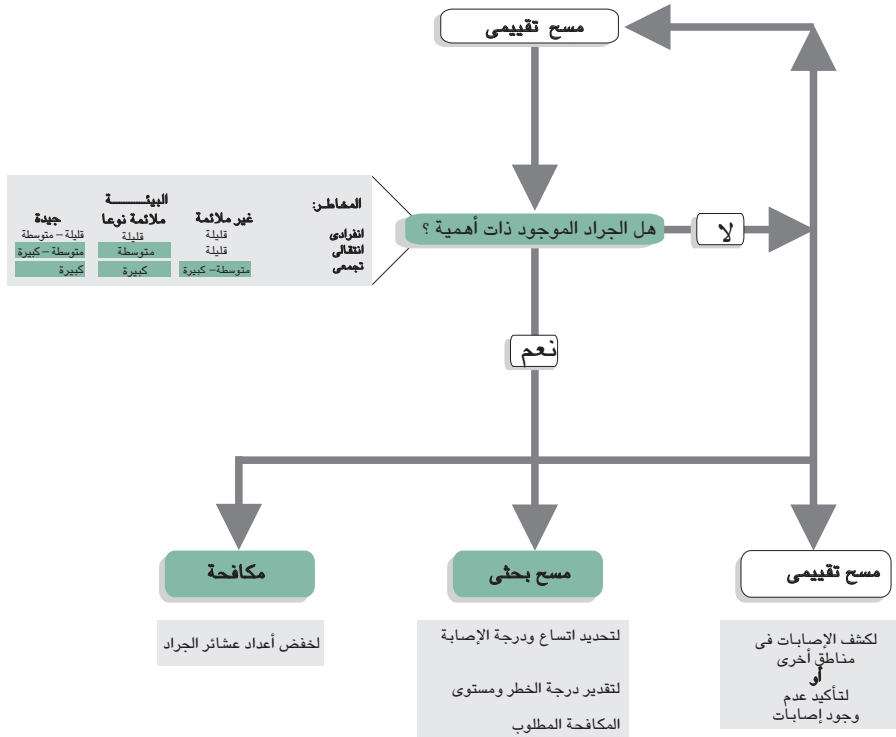 مسح تقييمى
المخاطـر:
البيئـــــــة
غير ملائمة ملائمة نوعا جيدة
انفرادى قليلة قليلة قليلة – متوسطة
انتقالى قليلة متوسطة متوسطة – كبيرة
تجمعى متوسطة – كبيرة كبيرة كبيرة
هل الجراد الموجود ذات أهمية ؟
لا
نعم
مسح تقييمى
لكشف الإصابات فى
مناطق أخرى
أو
لتأكيد عدم
وجود إصابات
مسح بحثى
لتحديد اتساع ودرجة الإصابة
لتقدير درجة الخطر ومستوى
المكافحة المطلوب
مكافحة
لخفض أعداد عشائر الجراد